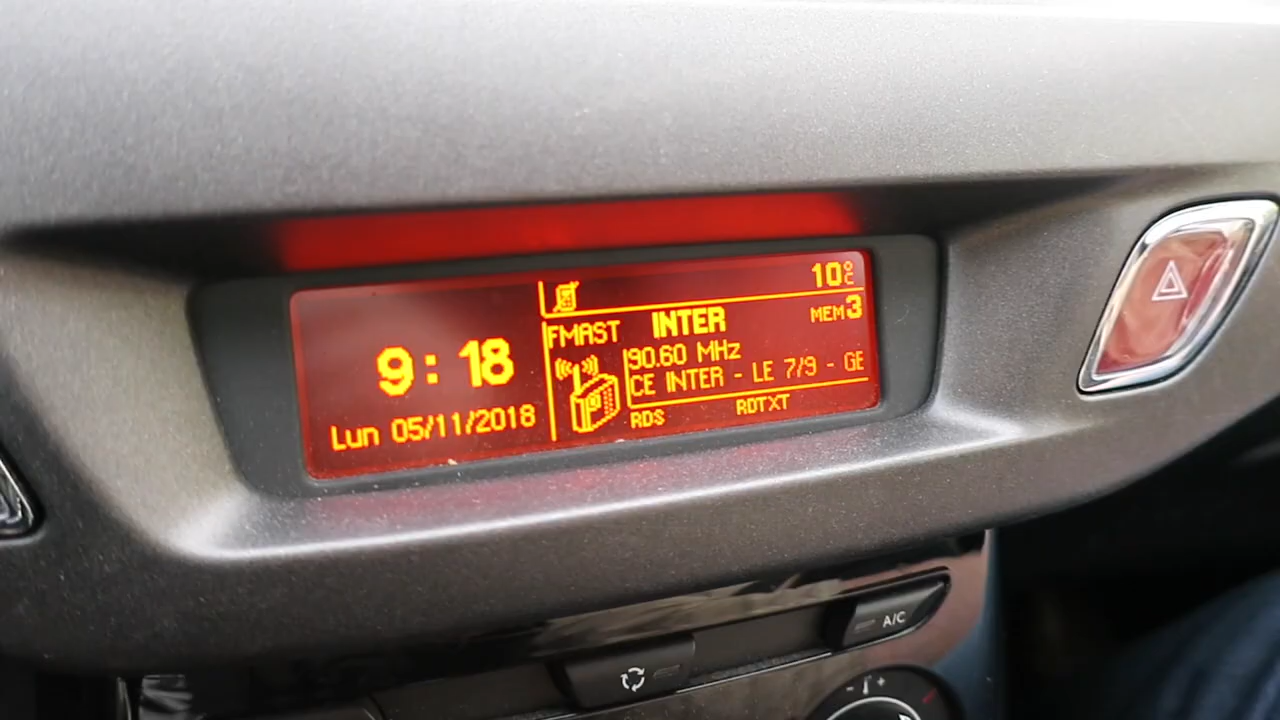 10°C
9:18
FMAST INTER MEM3
90.60 MHz
CE INTER - LE 7/9 - GE
Lun 05/11/2018
RDS RDTXT
A/C
- +